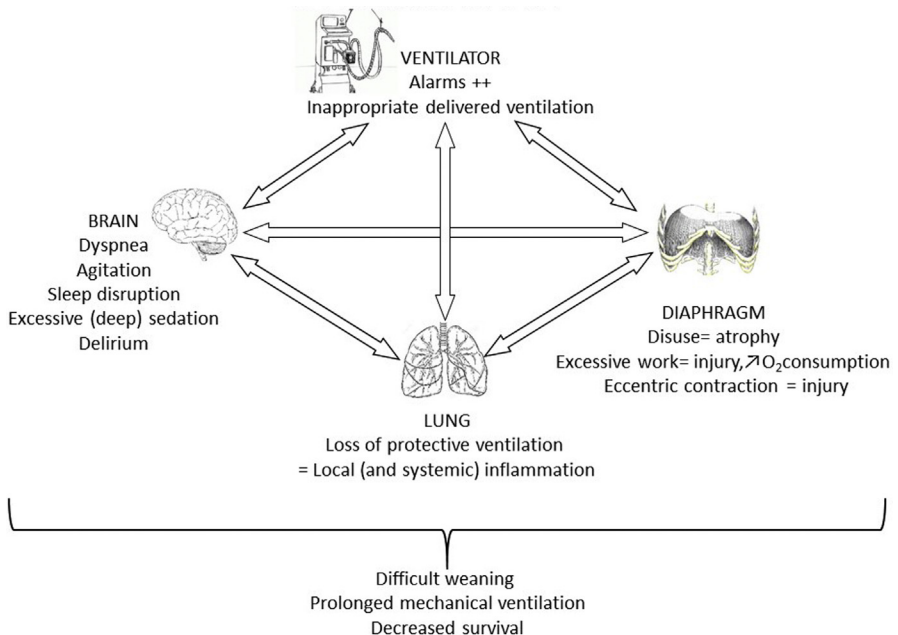 VENTILATOR
Alarms ++
Inappropriate delivered ventilation
BRAIN
Dyspnea
Agitation
Sleep disruption
Excessive (deep) sedation
Delirium
DIAPHRAGM
Disuse= atrophy
Excessive work= injury,↗O₂consumption
Eccentric contraction = injury
LUNG
Loss of protective ventilation
= Local (and systemic) inflammation
Difficult weaning
Prolonged mechanical ventilation
Decreased survival